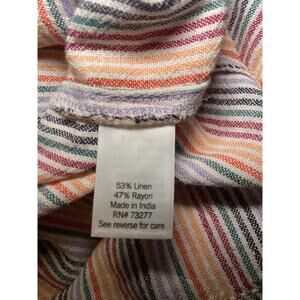 53% Linen
47% Rayon
Made in India
RN# 73277
See reverse for care